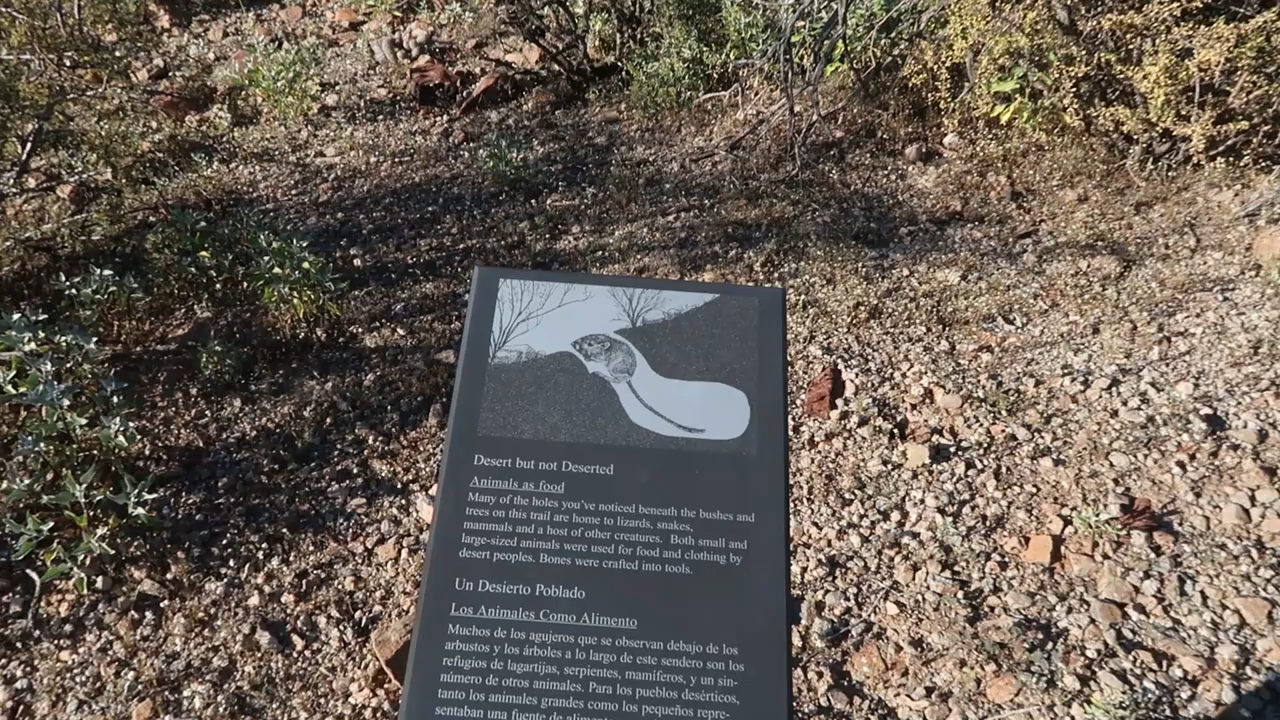 Desert but not Deserted
Animals as food
Many of the holes you've noticed beneath the bushes and
trees on this trail are home to lizards, snakes,
mammals and a host of other creatures. Both small and
large-sized animals were used for food and clothing by
desert peoples. Bones were crafted into tools.
Un Desierto Poblado
Los Animales Como Alimento
Muchos de los agujeros que se observan debajo de los
arbustos y los árboles a lo largo de este sendero son los
refugios de lagartijas, serpientes, mamíferos, y un sin-
número de otros animales. Para los pueblos desérticos,
tanto los animales grandes como los pequeños repre-
sentaban una fuente de